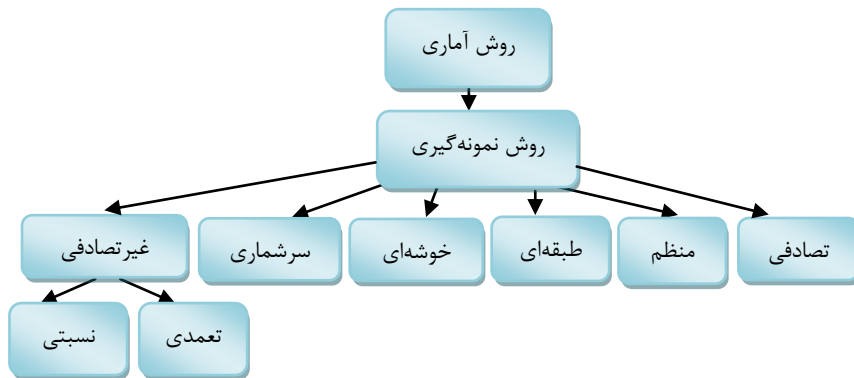 روش آماری
روش نمونه‌گیری
تصادفی
منظم
طبقه‌ای
خوشه‌ای
سرشماری
غیرتصادفی
تعمدی
نسبتی